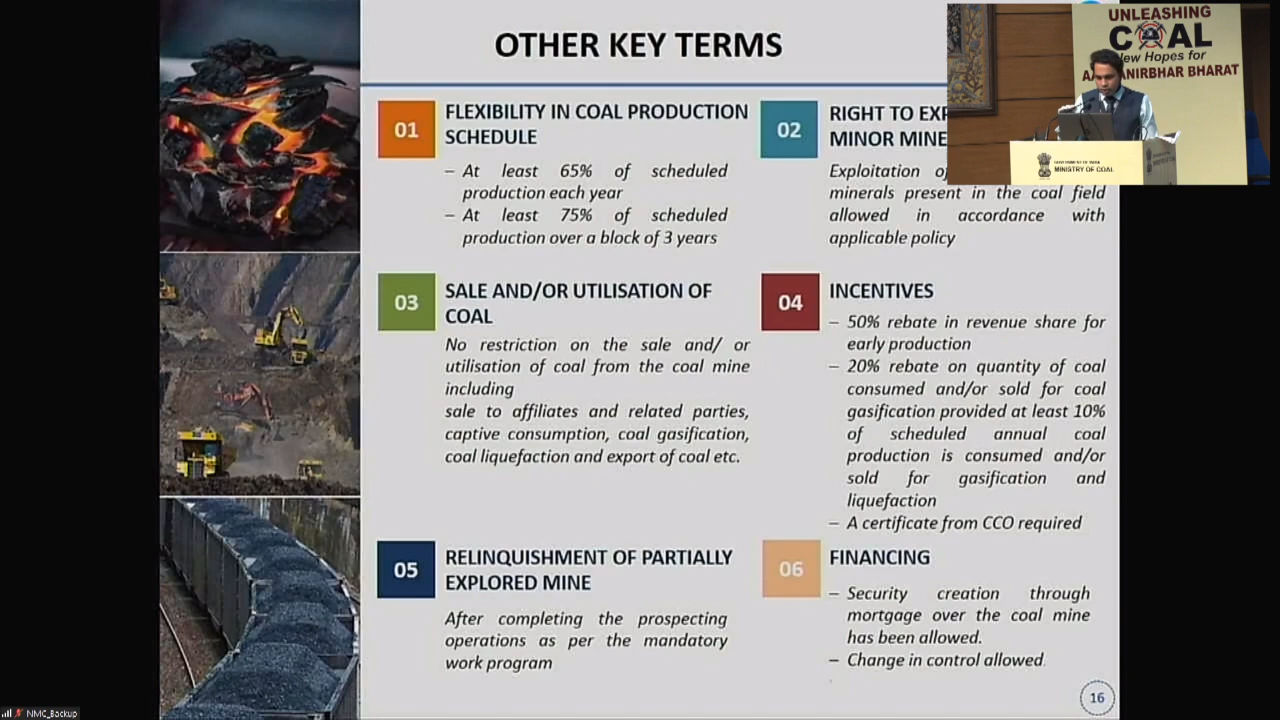 OTHER KEY TERMS
UNLEASHING
COAL
New Hopes for
BHARAT
GOVERNMENT OF INDIA
MINISTRY OF COAL
01
FLEXIBILITY IN COAL PRODUCTION
SCHEDULE
– At least 65% of scheduled
production each year
– At least 75% of scheduled
production over a block of 3 years
02
RIGHT TO
MINOR
Exploitation
minerals present in the coal field
allowed in accordance with
applicable policy
03
SALE AND/OR UTILISATION OF
COAL
No restriction on the sale and/ or
utilisation of coal from the coal mine
including
sale to affiliates and related parties,
captive consumption, coal gasification,
coal liquefaction and export of coal etc.
04
INCENTIVES
– 50% rebate in revenue share for
early production
– 20% rebate on quantity of coal
consumed and/or sold for coal
gasification provided at least 10%
of scheduled annual coal
production is consumed and/or
sold for gasification and
liquefaction
– A certificate from CCO required
05
RELINQUISHMENT OF PARTIALLY
EXPLORED MINE
After completing the prospecting
operations as per the mandatory
work program
06
FINANCING
– Security creation through
mortgage over the coal mine
has been allowed.
– Change in control allowed
16
NMC_Backup